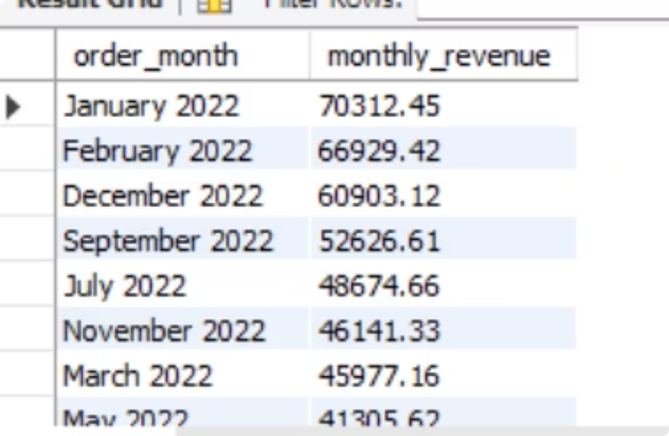 Result Grid Filter Rows:
order_month monthly_revenue
January 2022 70312.45
February 2022 66929.42
December 2022 60903.12
September 2022 52626.61
July 2022 48674.66
November 2022 46141.33
March 2022 45977.16
May 2022 41305.62